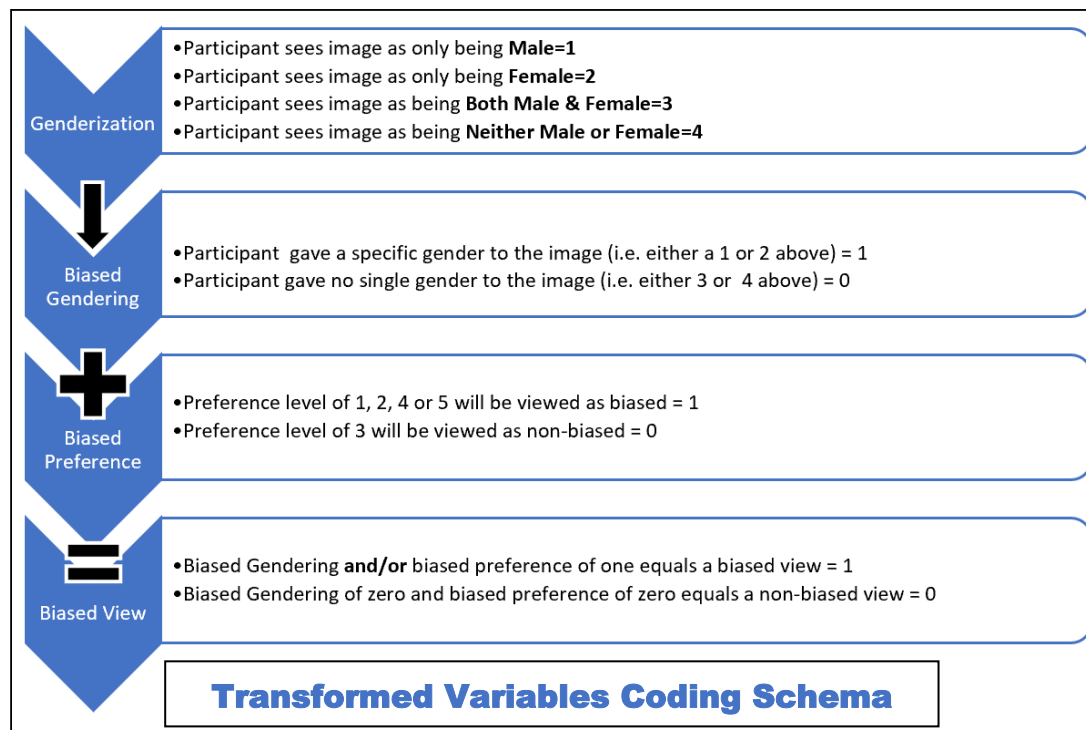 Genderization
•Participant sees image as only being Male=1
•Participant sees image as only being Female=2
•Participant sees image as being Both Male & Female=3
•Participant sees image as being Neither Male or Female=4
Biased
Gendering
•Participant  gave a specific gender to the image (i.e. either a 1 or 2 above) = 1
•Participant gave no single gender to the image (i.e. either 3 or  4 above) = 0
Biased
Preference
•Preference level of 1, 2, 4 or 5 will be viewed as biased = 1
•Preference level of 3 will be viewed as non-biased = 0
Biased View
•Biased Gendering and/or biased preference of one equals a biased view = 1
•Biased Gendering of zero and biased preference of zero equals a non-biased view = 0
Transformed Variables Coding Schema